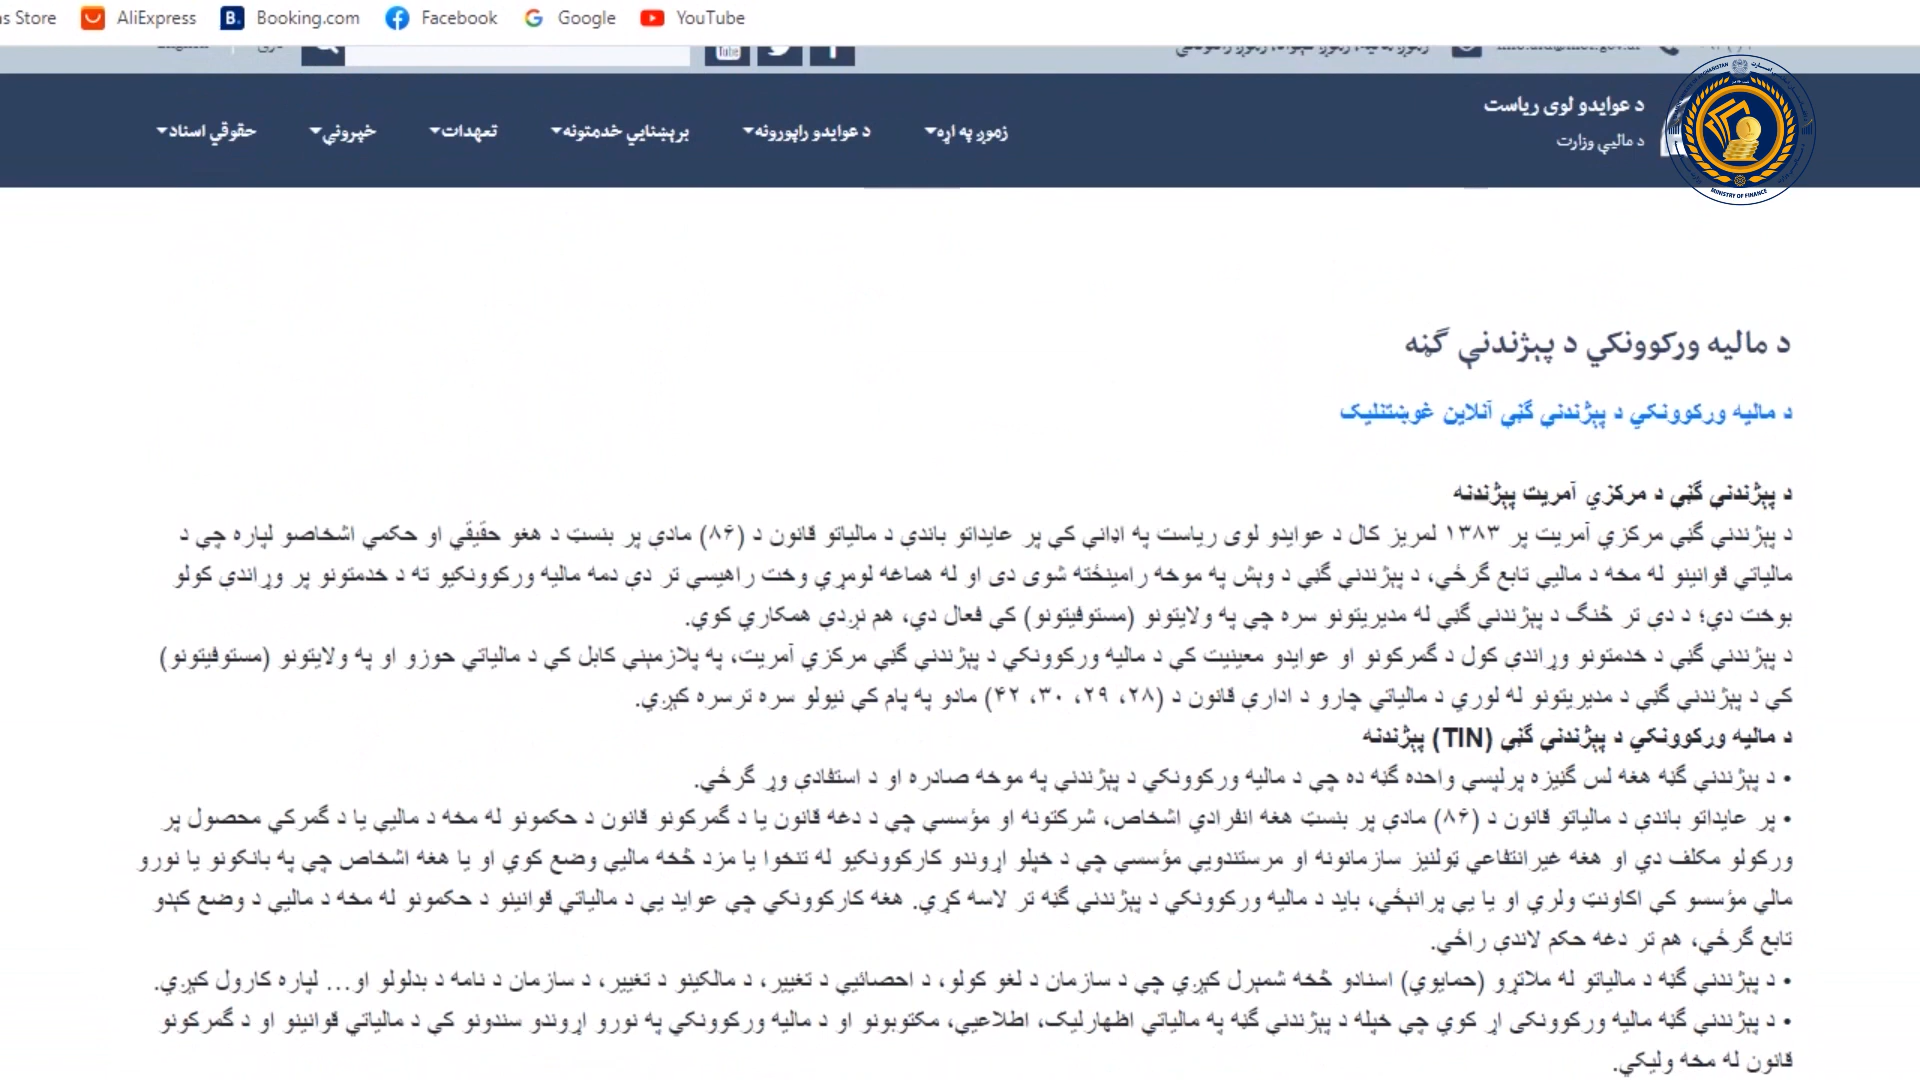 s Store AliExpress Booking.com Facebook Google YouTube
د عوایدو لوی ریاست
د مالیې وزارت
زموږ په اړه د عوایدو راپورونه برېښنایي خدمتونه تعهدات خپرونې حقوقي اسناد
MINISTRY OF FINANCE
د مالیه ورکوونکي د پېژندنې ګڼه
د مالیه ورکوونکي د پېژندنې ګڼې آنلاین غوښتنلیک
د پېژندنې ګڼې د مرکزي آمریت پېژندنه
د پېژندنې ګڼې مرکزي آمریت پر ۱۳۸۳ لمریز کال د عوایدو لوی ریاست په اډانې کې پر عایداتو باندې د مالیاتو قانون د (۸۶) مادې پر بنسټ د هغو حقیقي او حکمي اشخاصو لپاره چې د
مالیاتي قوانینو له مخه د مالیې تابع ګرځي، د پېژندنې ګڼې د وېش په موخه رامینځته شوی دی او له هماغه لومړي وخت راهیسې تر دې دمه مالیه ورکوونکیو ته د خدمتونو پر وړاندې کولو
بوخت دي؛ د دې تر څنګ د پېژندنې ګڼې له مدیریتونو سره چې په ولایتونو (مستوفیتونو) کې فعال دي، هم نږدې همکاري کوي.
د پېژندنې ګڼې د خدمتونو وړاندې کول د ګمرکونو او عوایدو معینیت کې د مالیه ورکوونکي د پېژندنې ګڼې مرکزي آمریت، په پلازمېنې کابل کې د مالیاتي حوزو او په ولایتونو (مستوفیتونو)
کې د پېژندنې ګڼې د مدیریتونو له لوري د مالیاتي چارو د ادارې قانون د (۲۸، ۲۹، ۳۰، ۴۲) مادو په پام کې نیولو سره ترسره کېږي.
د مالیه ورکوونکي د پېژندنې ګڼې (TIN) پېژندنه
• د پېژندنې ګڼه هغه لس ګڼیزه پرلپسې واحده ګڼه ده چې د مالیه ورکوونکي د پېژندنې په موخه صادره او د استفادې وړ ګرځي.
• پر عایداتو باندې د مالیاتو قانون د (۸۶) مادې پر بنسټ هغه انفرادي اشخاص، شرکتونه او مؤسسې چې د دغه قانون یا د ګمرکونو قانون د حکمونو له مخه د مالیې یا د ګمرکي محصول پر
ورکولو مکلف دي او هغه غیرانتفاعي ټولنیز سازمانونه او مرستندویې مؤسسې چې د خپلو اړوندو کارکوونکیو له تنخوا یا مزد څخه مالیې وضع کوي او یا هغه اشخاص چې په بانکونو یا نورو
مالي مؤسسو کې اکاونټ ولري او یا یې پرانېځي، باید د مالیه ورکوونکي د پېژندنې ګڼه تر لاسه کړي. هغه کارکوونکي چې عواید یې د مالیاتي قوانینو د حکمونو له مخه د مالیې د وضع کېدو
تابع ګرځي، هم تر دغه حکم لاندې راځي.
• د پېژندنې ګڼه د مالیاتو له ملاتړو (حمایوي) اسنادو څخه شمېرل کېږي چې د سازمان د لغو کولو، د احصائیې د تغییر، د مالکینو د تغییر، د سازمان د نامه د بدلولو او... لپاره کارول کېږي.
• د پېژندنې ګڼه مالیه ورکوونکی اړ کوي چې خپله د پېژندنې ګڼه په مالیاتي اظهارلیک، اطلاعیې، مکتوبونو او د مالیه ورکوونکي په نورو اړوندو سندونو کې د مالیاتي قوانینو او د ګمرکونو
قانون له مخه ولیکي.